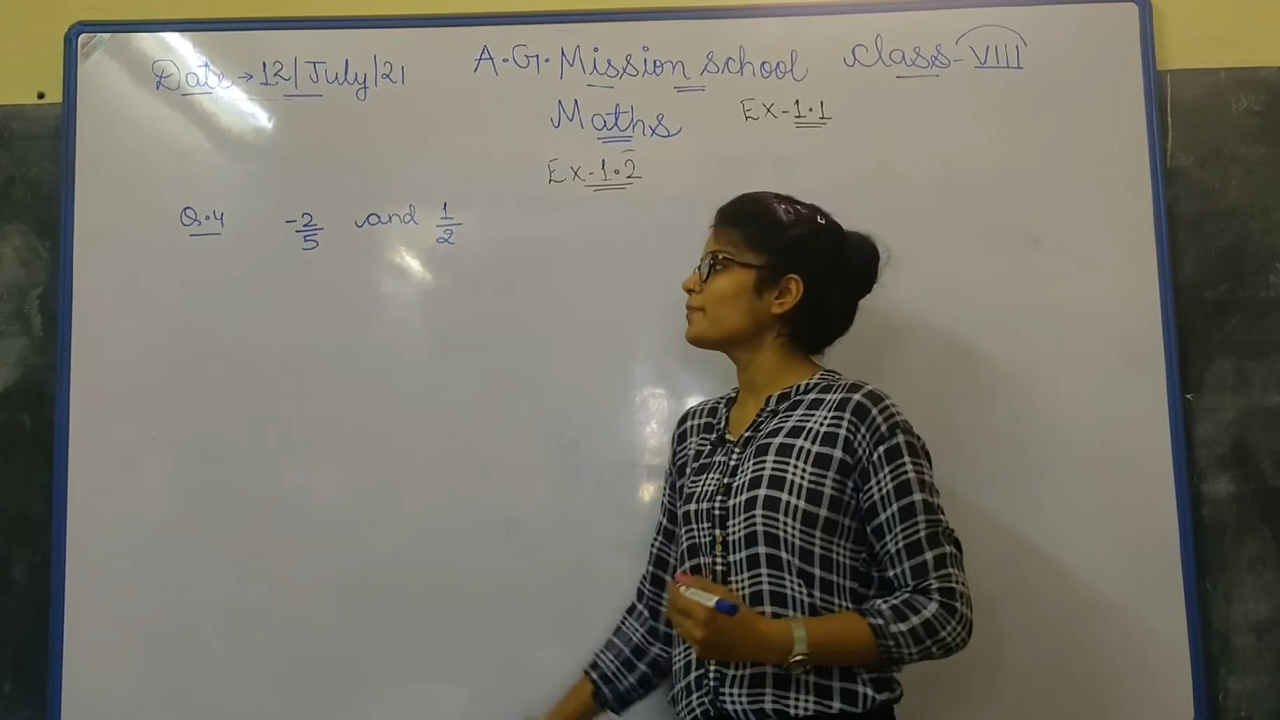 Date → 12/July/21 A.G. Mission school class - VIII
Maths Ex-1.1
Ex-1.2
Q.4 -2/5 and 1/2